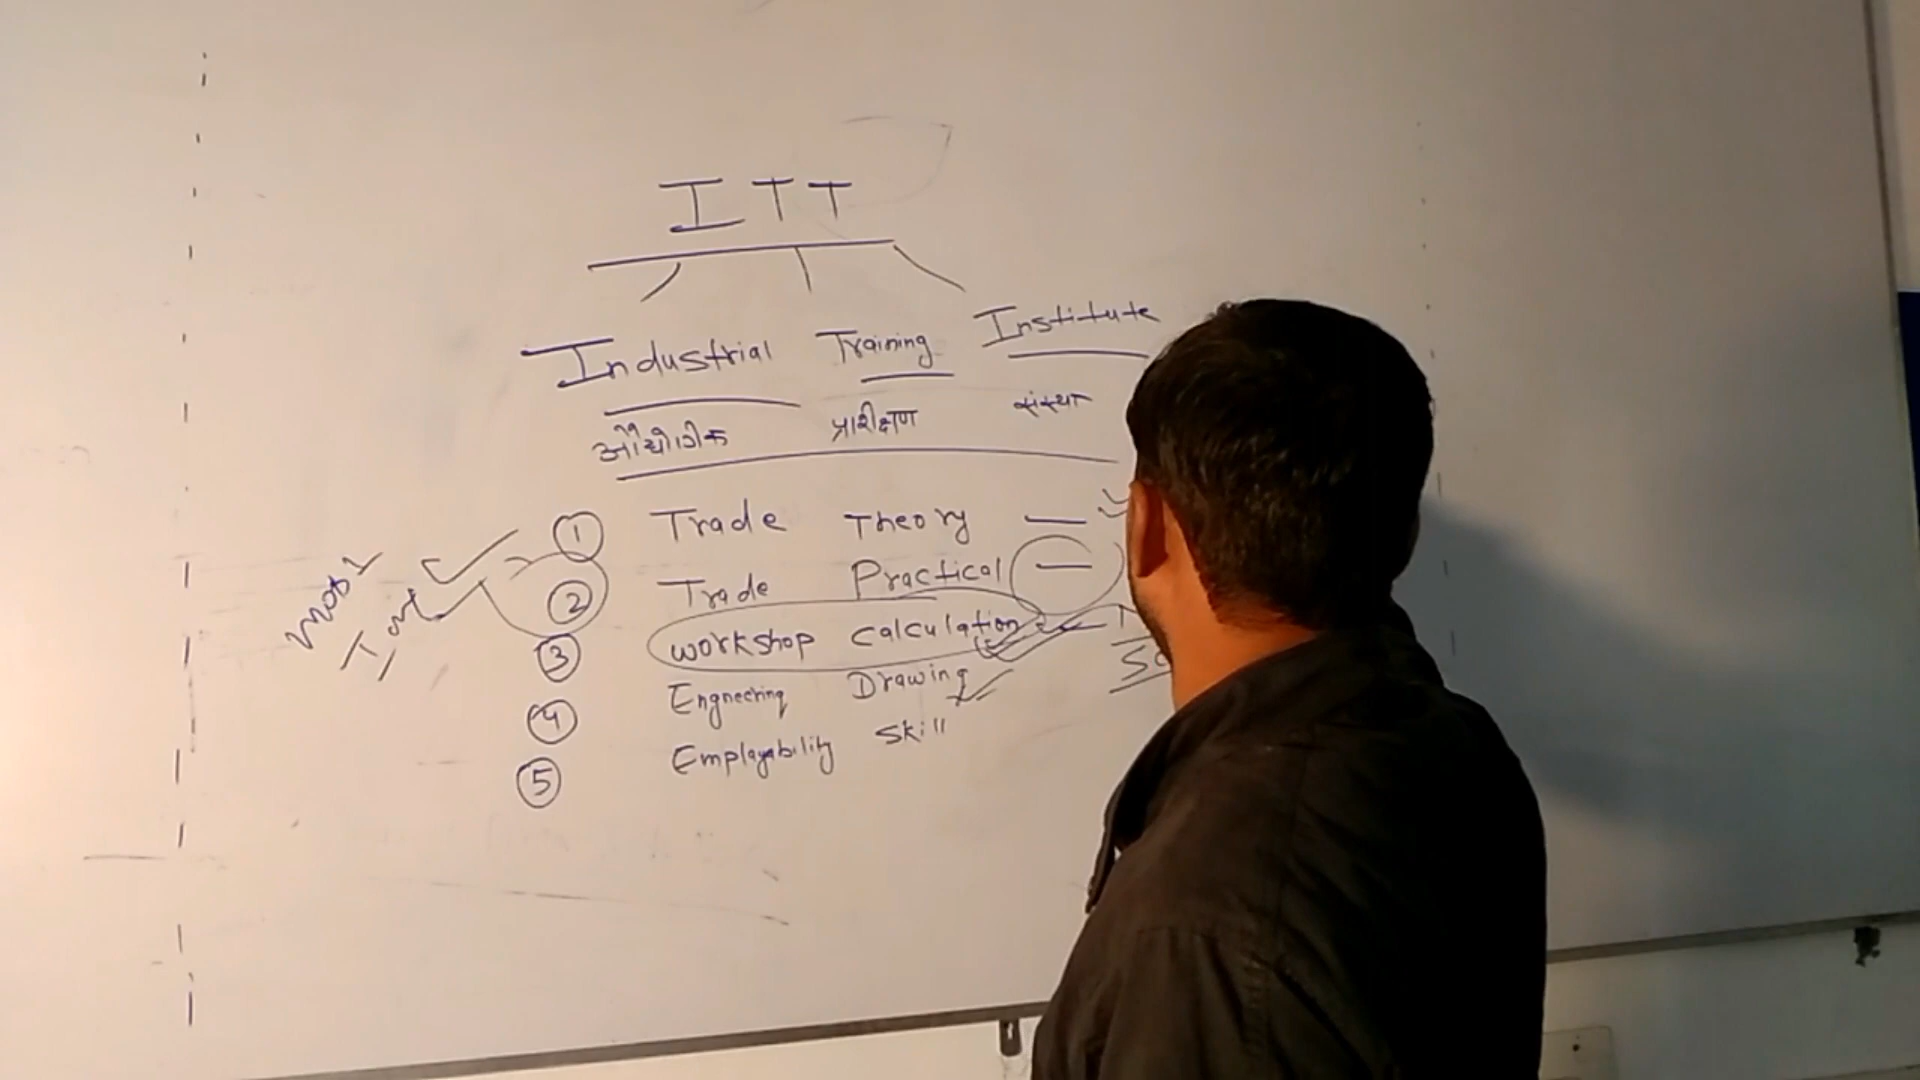 ITT
Industrial Training Institute
औद्योगिक प्रशिक्षण संस्था
① Trade Theory —
② Trade Practical —
③ workshop calculation
④ Engneering Drawing
⑤ Employability Skill